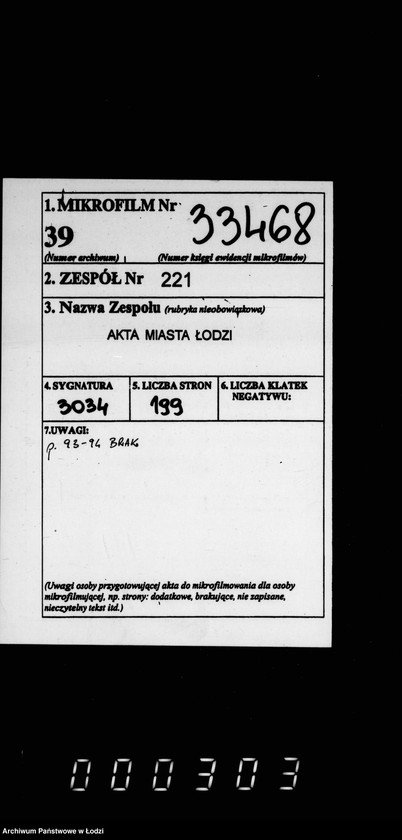 1. MIKROFILM Nr
33468
39
(Numer archiwum) (Numer księgi ewidencji mikrofilmów)
2. ZESPÓŁ Nr 221
3. Nazwa Zespołu (rubryka nieobowiązkowa)
AKTA MIASTA ŁODZI
4. SYGNATURA 5. LICZBA STRON 6. LICZBA KLATEK
NEGATYWU:
3034 199
7.UWAGI:
p. 93-94 BRAK
(Uwagi osoby przygotowującej akta do mikrofilmowania dla osoby
mikrofilmującej, np. strony: dodatkowe, brakujące, nie zapisane,
nieczytelny tekst itd.)
000303
Archiwum Państwowe w Łodzi